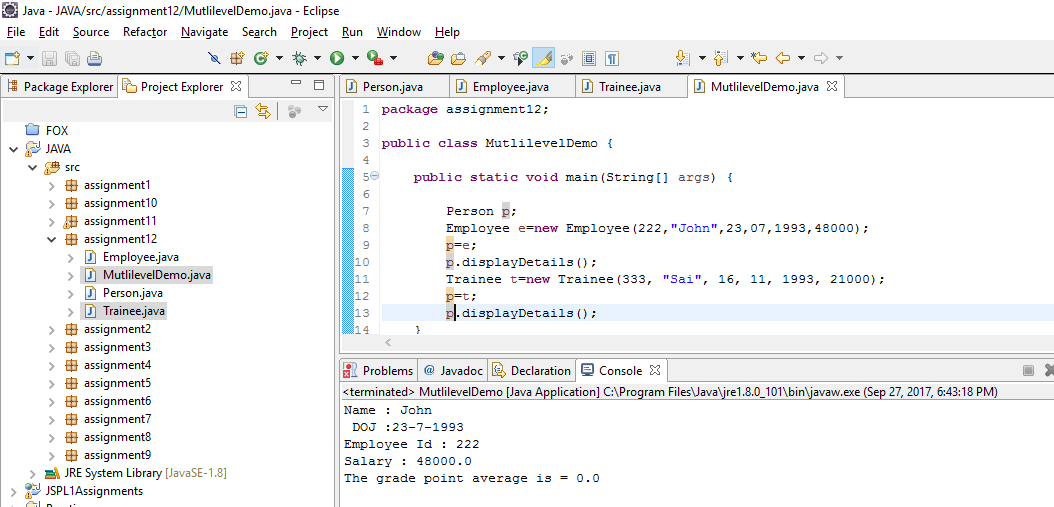 Java - JAVA/src/assignment12/MutlilevelDemo.java - Eclipse
File Edit Source Refactor Navigate Search Project Run Window Help
Package Explorer Project Explorer
FOX
JAVA
src
assignment1
assignment10
assignment11
assignment12
Employee.java
MutlilevelDemo.java
Person.java
Trainee.java
assignment2
assignment3
assignment4
assignment5
assignment6
assignment7
assignment8
assignment9
JRE System Library [JavaSE-1.8]
JSPL1Assignments
Person.java Employee.java Trainee.java MutlilevelDemo.java
1 package assignment12;
2
3 public class MutlilevelDemo {
4
5 public static void main(String[] args) {
6
7 Person p;
8 Employee e=new Employee(222,"John",23,07,1993,48000);
9 p=e;
10 p.displayDetails();
11 Trainee t=new Trainee(333, "Sai", 16, 11, 1993, 21000);
12 p=t;
13 p.displayDetails();
14 }
Problems @ Javadoc Declaration Console
<terminated> MutlilevelDemo [Java Application] C:\Program Files\Java\jre1.8.0_101\bin\javaw.exe (Sep 27, 2017, 6:43:18 PM)
Name : John
DOJ :23-7-1993
Employee Id : 222
Salary : 48000.0
The grade point average is = 0.0